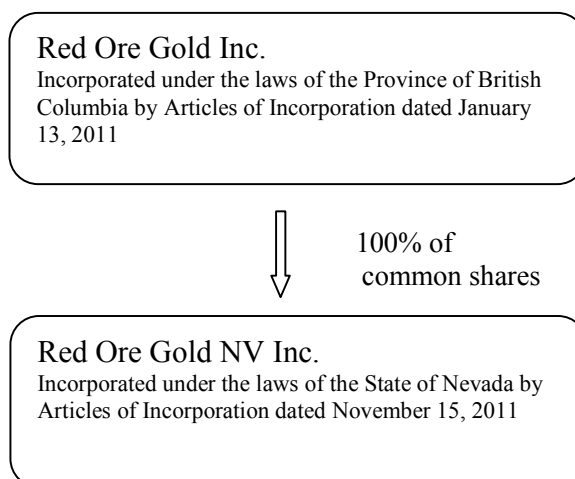 Red Ore Gold Inc.
Incorporated under the laws of the Province of British
Columbia by Articles of Incorporation dated January
13, 2011
100% of
common shares
Red Ore Gold NV Inc.
Incorporated under the laws of the State of Nevada by
Articles of Incorporation dated November 15, 2011